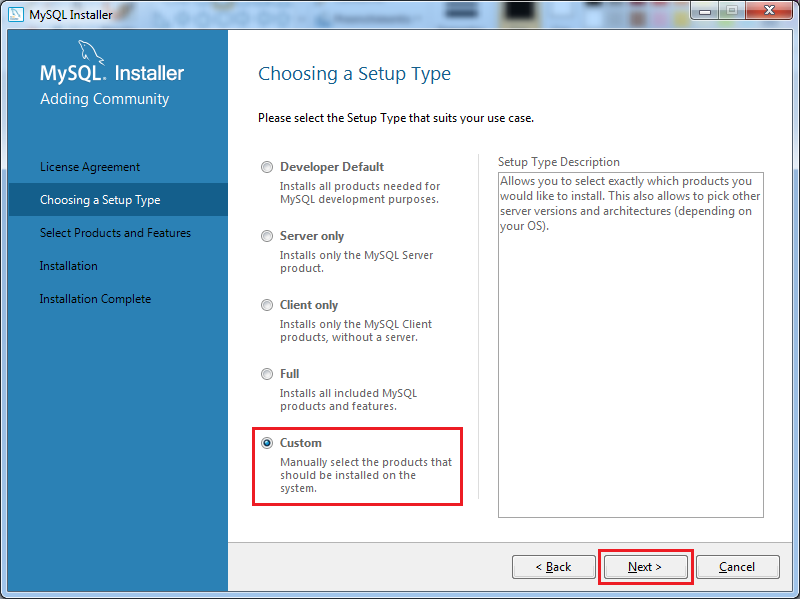 MySQL Installer
MySQL. Installer
Adding Community
License Agreement
Choosing a Setup Type
Select Products and Features
Installation
Installation Complete
Choosing a Setup Type
Please select the Setup Type that suits your use case.
Developer Default
Installs all products needed for
MySQL development purposes.
Server only
Installs only the MySQL Server
product.
Client only
Installs only the MySQL Client
products, without a server.
Full
Installs all included MySQL
products and features.
Custom
Manually select the products that
should be installed on the
system.
Setup Type Description
Allows you to select exactly which products you
would like to install. This also allows to pick other
server versions and architectures (depending on
your OS).
< Back
Next >
Cancel